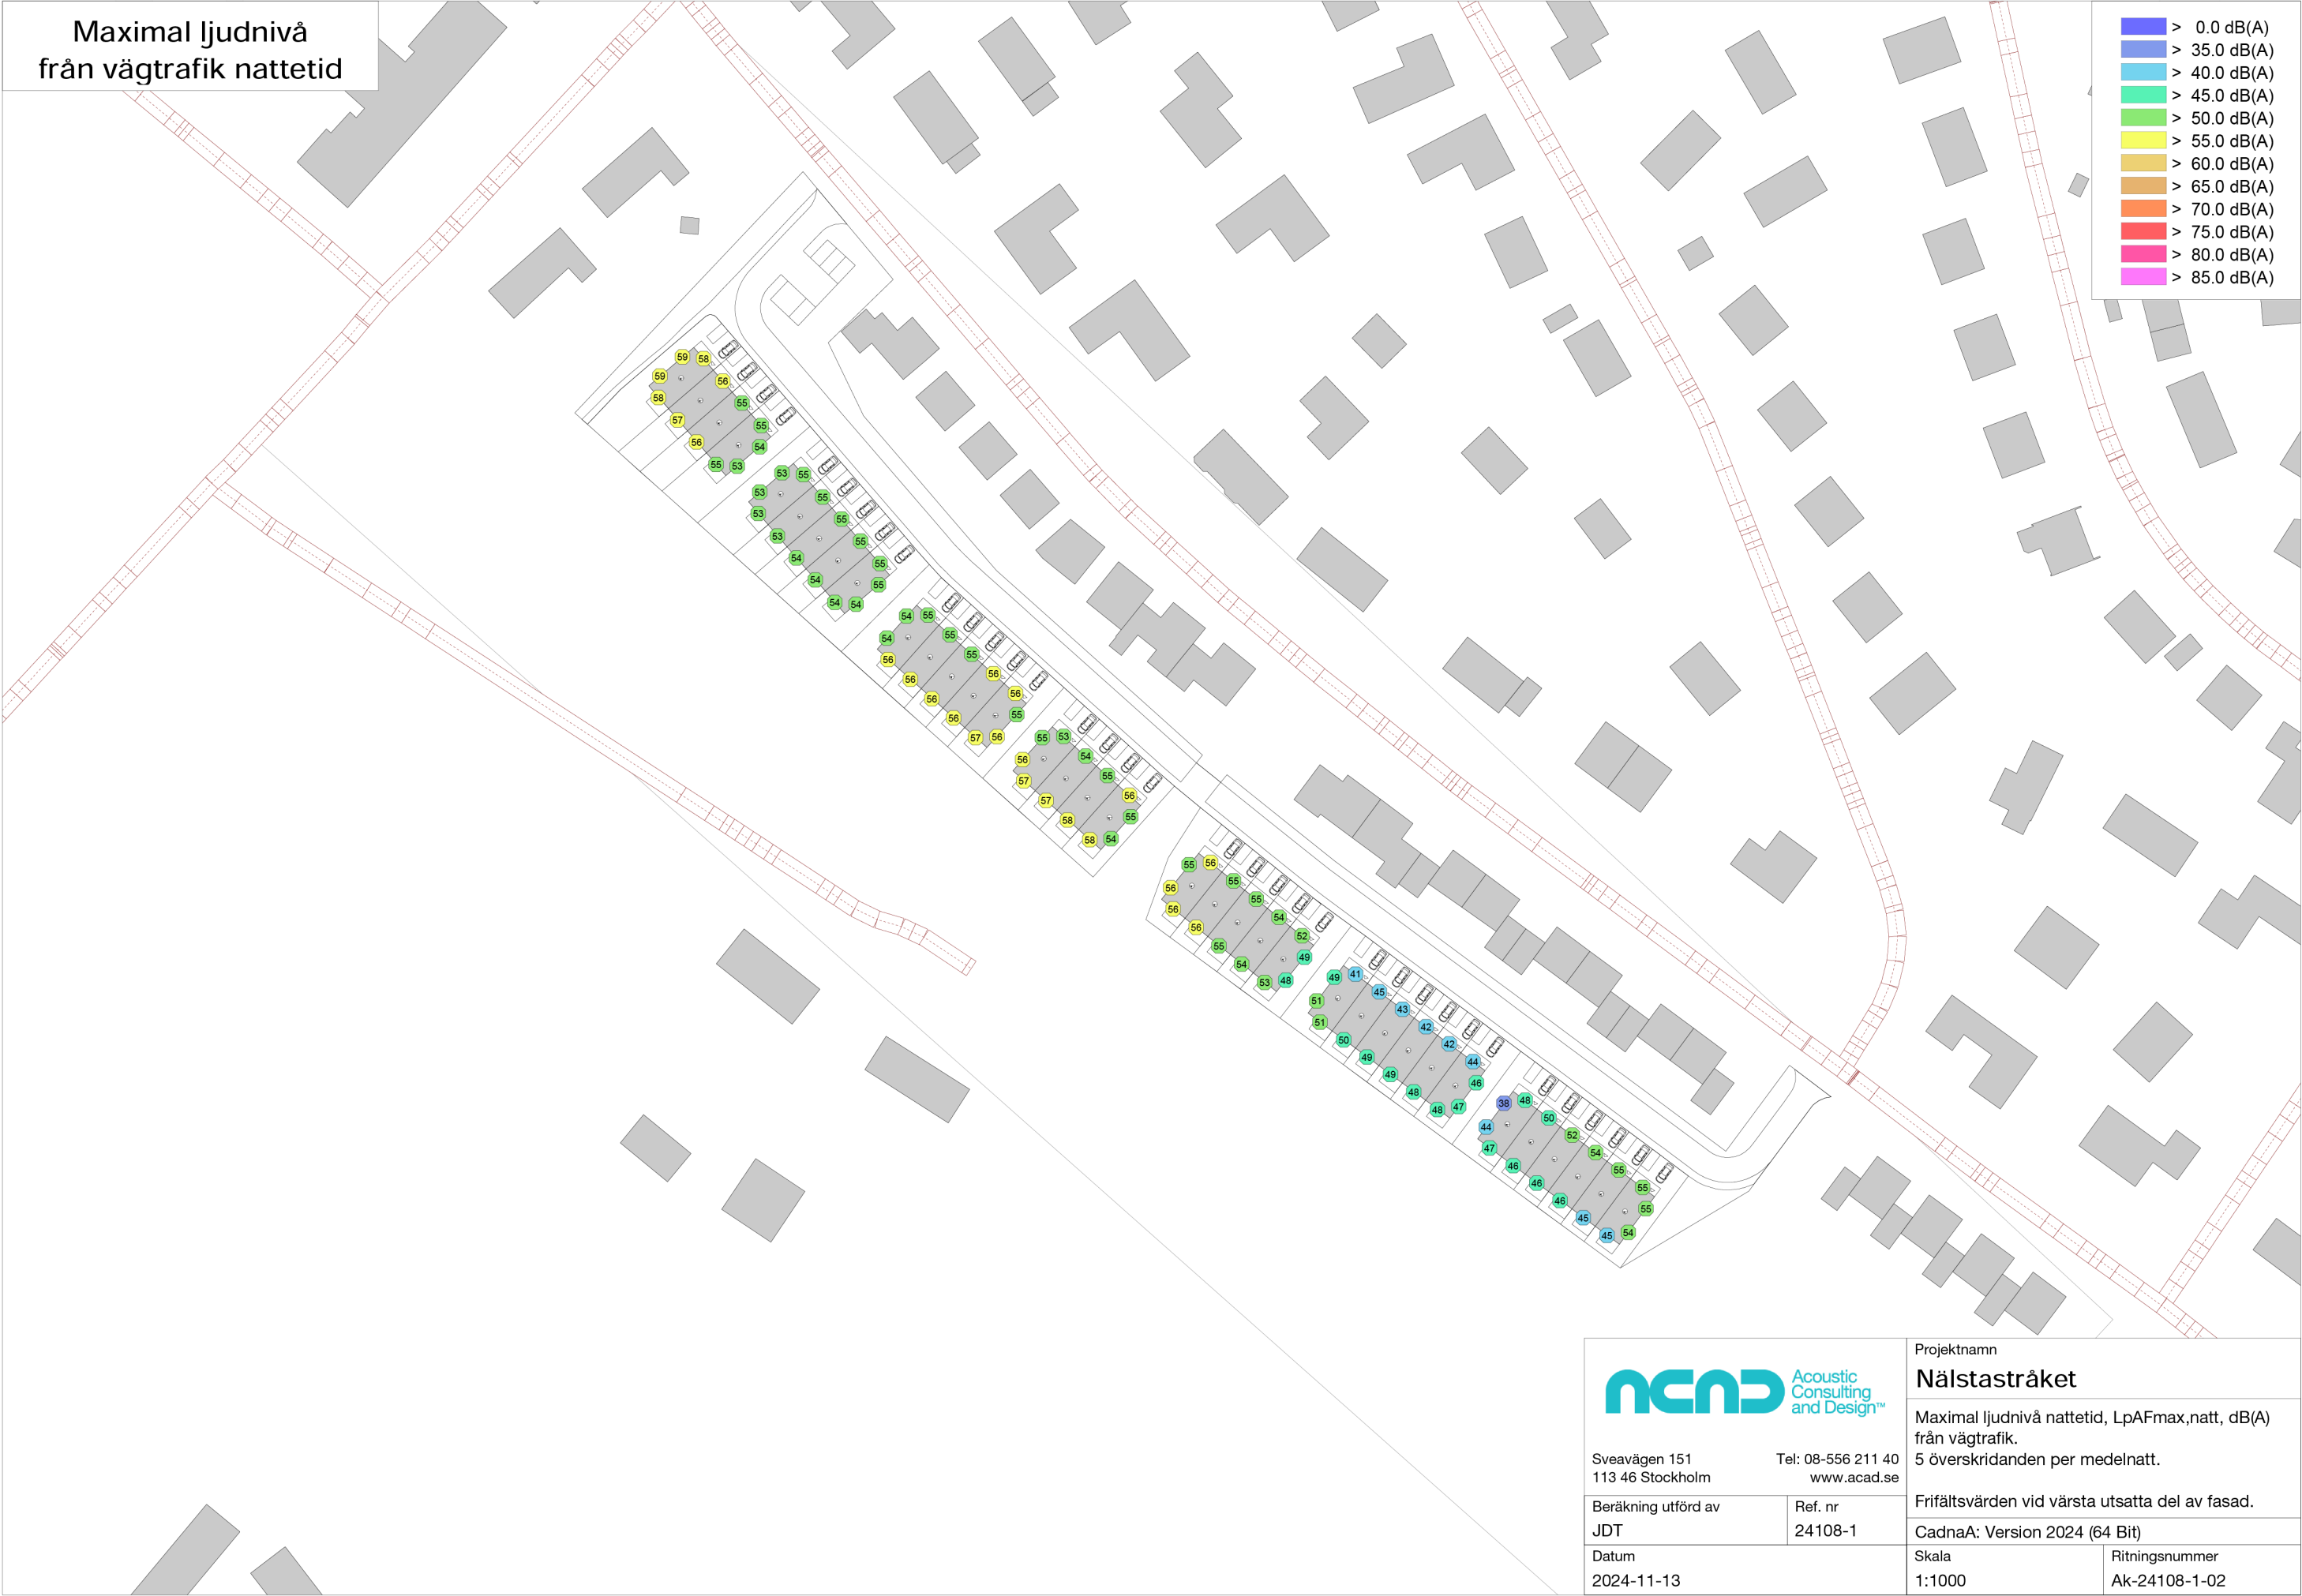 Maximal ljudnivå
från vägtrafik nattetid
> 0.0 dB(A)
> 35.0 dB(A)
> 40.0 dB(A)
> 45.0 dB(A)
> 50.0 dB(A)
> 55.0 dB(A)
> 60.0 dB(A)
> 65.0 dB(A)
> 70.0 dB(A)
> 75.0 dB(A)
> 80.0 dB(A)
> 85.0 dB(A)
59 58
59 56
58 55
57 55
56 54
55 53
53 55
53 55
53 55
53 55
54 55
54 55
54 54
54 55
54 55
56 55
56 56
56 56
56 55
57 56
55 53
56 54
57 55
57 56
58 55
58 54
55 56
56 55
56 55
56 54
55 52
54 49
53 48
49 41
51 45
51 43
50 42
49 42
49 44
48 46
48 47
38 48
44 50
47 52
46 54
46 55
46 55
45 55
45 54
ACAD
Acoustic
Consulting
and Design™
Sveavägen 151 Tel: 08-556 211 40
113 46 Stockholm www.acad.se
Beräkning utförd av
JDT
Ref. nr
24108-1
Datum
2024-11-13
Projektnamn
Nälstastråket
Maximal ljudnivå nattetid, LpAFmax,natt, dB(A)
från vägtrafik.
5 överskridanden per medelnatt.
Frifältsvärden vid värsta utsatta del av fasad.
CadnaA: Version 2024 (64 Bit)
Skala
1:1000
Ritningsnummer
Ak-24108-1-02